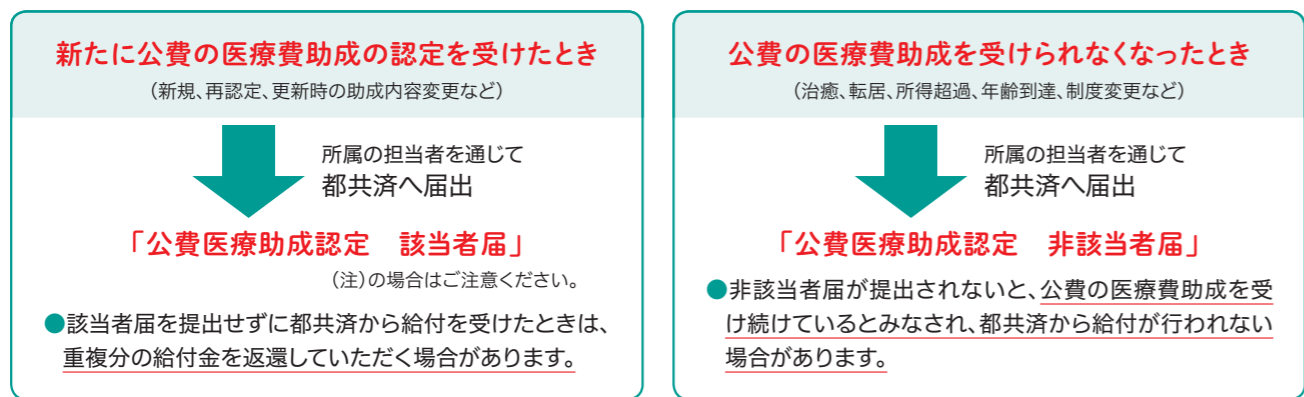 新たに公費の医療費助成の認定を受けたとき
（新規、再認定、更新時の助成内容変更など）
所属の担当者を通じて
都共済へ届出
「公費医療助成認定　該当者届」
（注）の場合はご注意ください。
●該当者届を提出せずに都共済から給付を受けたときは、
重複分の給付金を返還していただく場合があります。
公費の医療費助成を受けられなくなったとき
（治癒、転居、所得超過、年齢到達、制度変更など）
所属の担当者を通じて
都共済へ届出
「公費医療助成認定　非該当者届」
●非該当者届が提出されないと、公費の医療費助成を受
け続けているとみなされ、都共済から給付が行われない
場合があります。